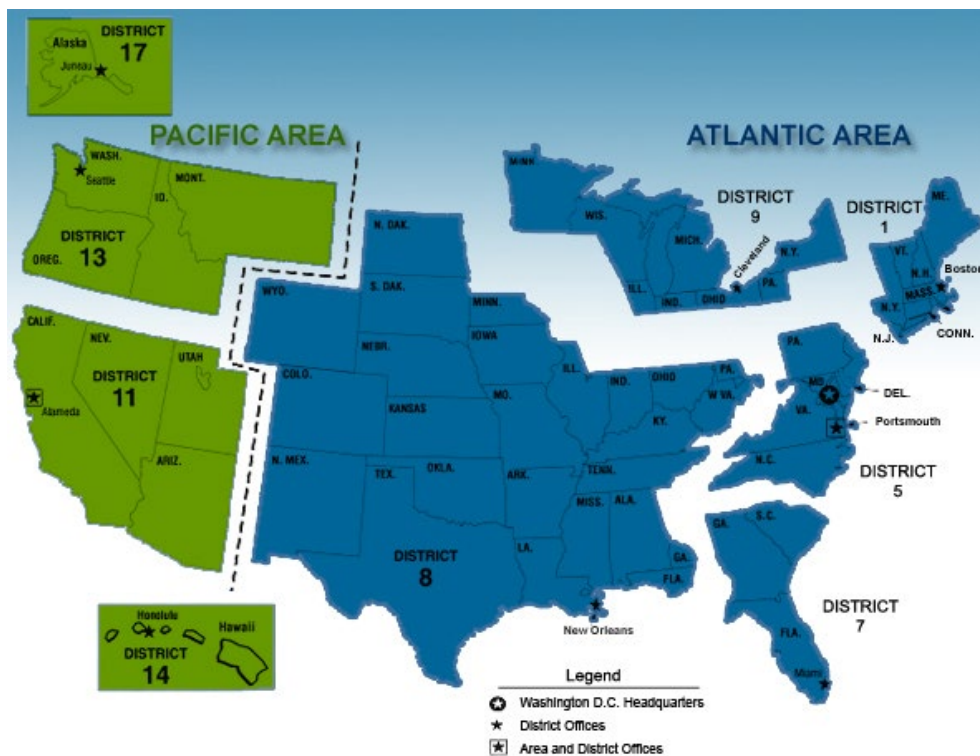 DISTRICT
17
Alaska
Juneau
PACIFIC AREA
ATLANTIC AREA
WASH.
Seattle
MONT.
ID.
DISTRICT
13
OREG.
CALIF.
NEV.
UTAH
DISTRICT
11
Alameda
ARIZ.
Honolulu
Hawaii
DISTRICT
14
N. DAK.
WYO.
S. DAK.
MINN.
NEBR.
IOWA
COLO.
ILL.
IND.
OHIO
PA.
W VA.
KANSAS
MO.
KY.
N. MEX.
TEX.
OKLA.
ARK.
TENN.
MISS.
ALA.
LA.
GA.
FLA.
DISTRICT
8
New Orleans
MINN.
WIS.
MICH.
DISTRICT
9
Cleveland
N.Y.
ILL.
IND.
OHIO
PA.
DISTRICT
1
ME.
VT.
N.H.
Boston
MASS.
N.Y.
N.J.
CONN.
PA.
MD.
DEL.
VA.
Portsmouth
N.C.
DISTRICT
5
GA.
S.C.
DISTRICT
7
FLA.
Miami
Legend
Washington D.C. Headquarters
District Offices
Area and District Offices